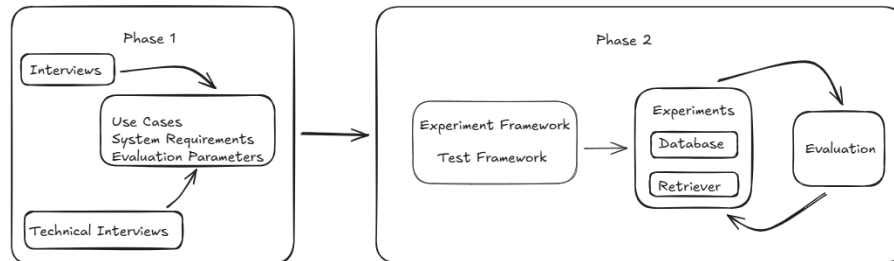 Phase 1
Interviews
Use Cases
System Requirements
Evaluation Parameters
Technical Interviews
Phase 2
Experiment Framework
Test Framework
Experiments
Database
Retriever
Evaluation